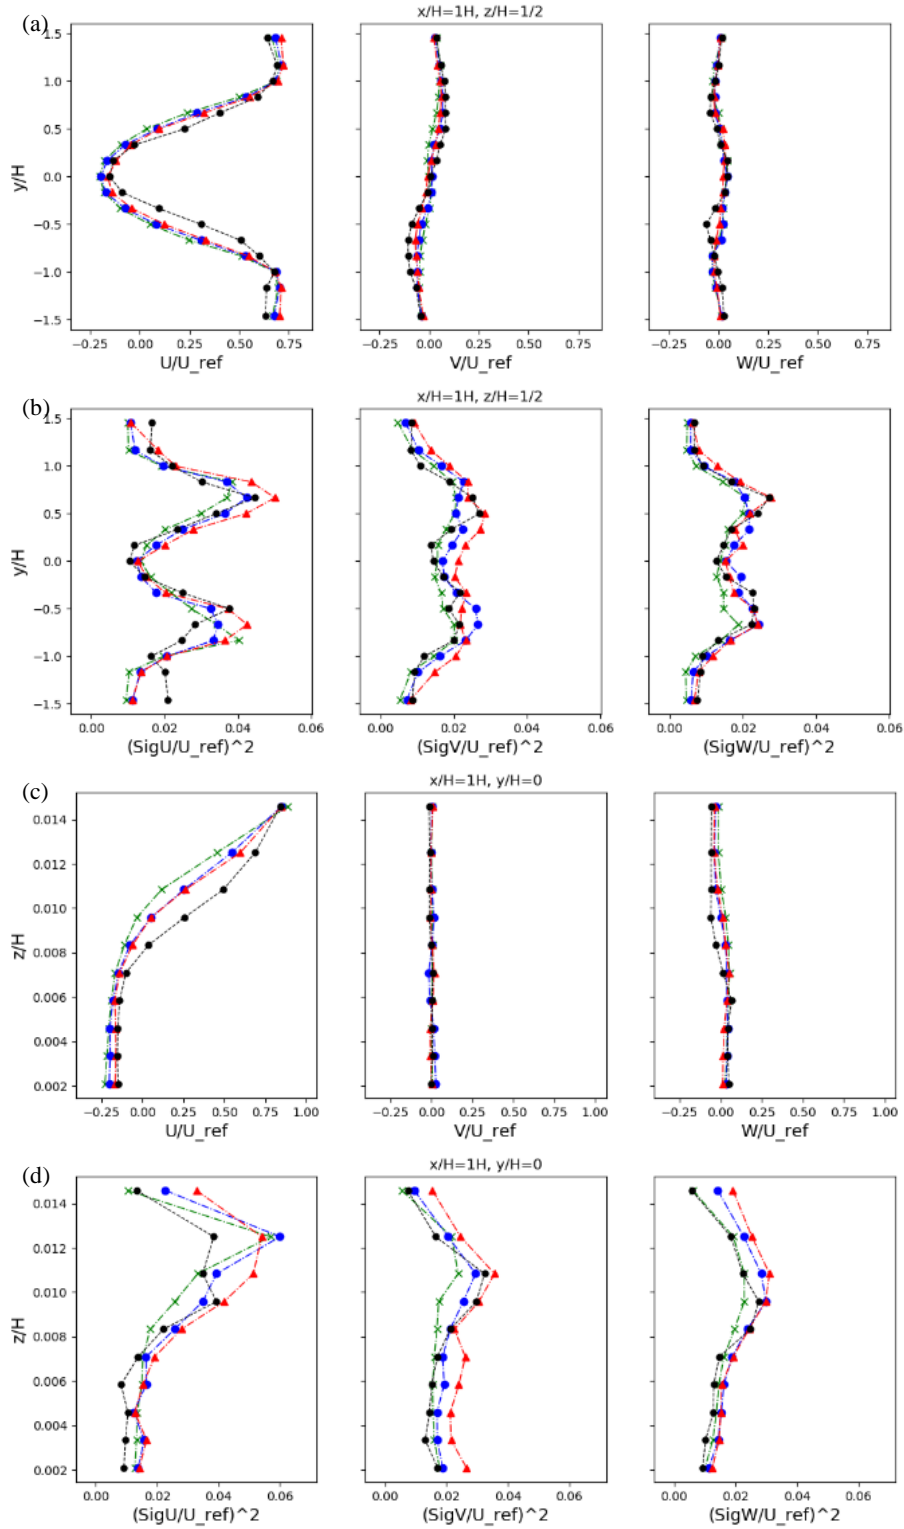 (a)
x/H=1H, z/H=1/2
1.5
1.0
0.5
0.0
−0.5
−1.0
−1.5
y/H
−0.25 0.00 0.25 0.50 0.75
−0.25 0.00 0.25 0.50 0.75
−0.25 0.00 0.25 0.50 0.75
U/U_ref
V/U_ref
W/U_ref
(b)
x/H=1H, z/H=1/2
1.5
1.0
0.5
0.0
−0.5
−1.0
−1.5
y/H
0.00 0.02 0.04 0.06
0.00 0.02 0.04 0.06
0.00 0.02 0.04 0.06
(SigU/U_ref)^2
(SigV/U_ref)^2
(SigW/U_ref)^2
(c)
x/H=1H, y/H=0
0.014
0.012
0.010
0.008
0.006
0.004
0.002
z/H
−0.25 0.00 0.25 0.50 0.75 1.00
−0.25 0.00 0.25 0.50 0.75 1.00
−0.25 0.00 0.25 0.50 0.75 1.00
U/U_ref
V/U_ref
W/U_ref
(d)
x/H=1H, y/H=0
0.014
0.012
0.010
0.008
0.006
0.004
0.002
z/H
0.00 0.02 0.04 0.06
0.00 0.02 0.04 0.06
0.00 0.02 0.04 0.06
(SigU/U_ref)^2
(SigV/U_ref)^2
(SigW/U_ref)^2